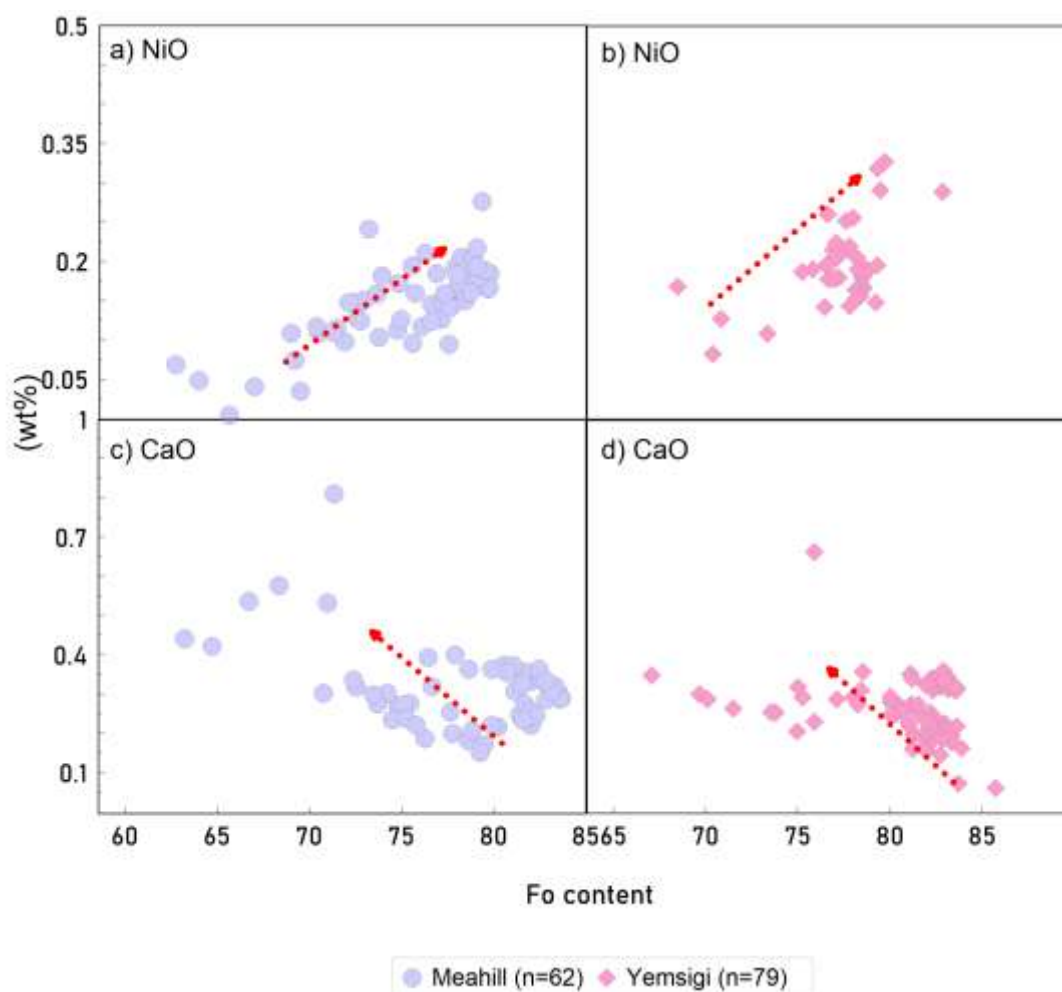 0.5
a) NiO
b) NiO
0.35
0.2
0.05
(wt%)
1
c) CaO
d) CaO
0.7
0.4
0.1
60 65 70 75 80 8565 70 75 80 85
Fo content
Meahill (n=62) Yemsigi (n=79)